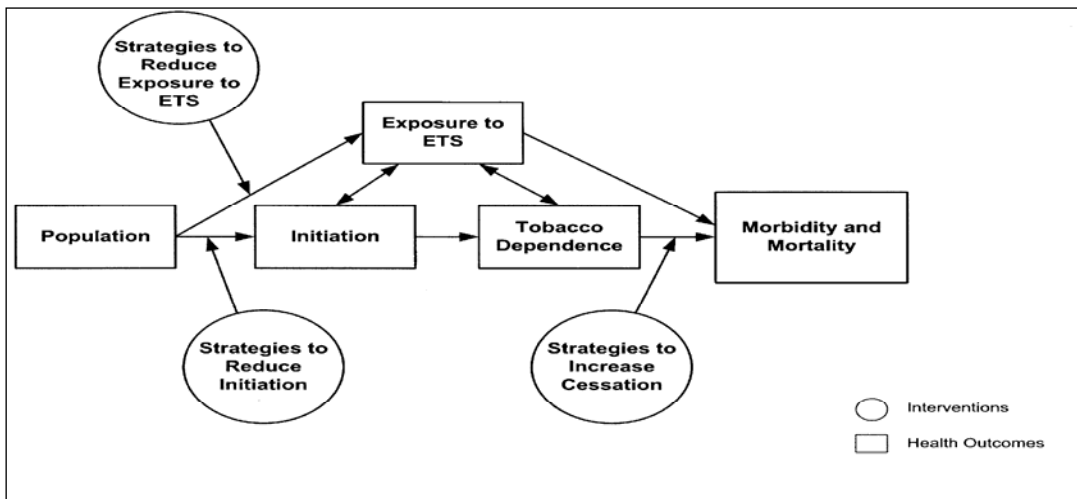 Strategies to
Reduce
Exposure to
ETS
Exposure to
ETS
Population
Initiation
Tobacco
Dependence
Morbidity and
Mortality
Strategies to
Reduce
Initiation
Strategies to
Increase
Cessation
Interventions
Health Outcomes